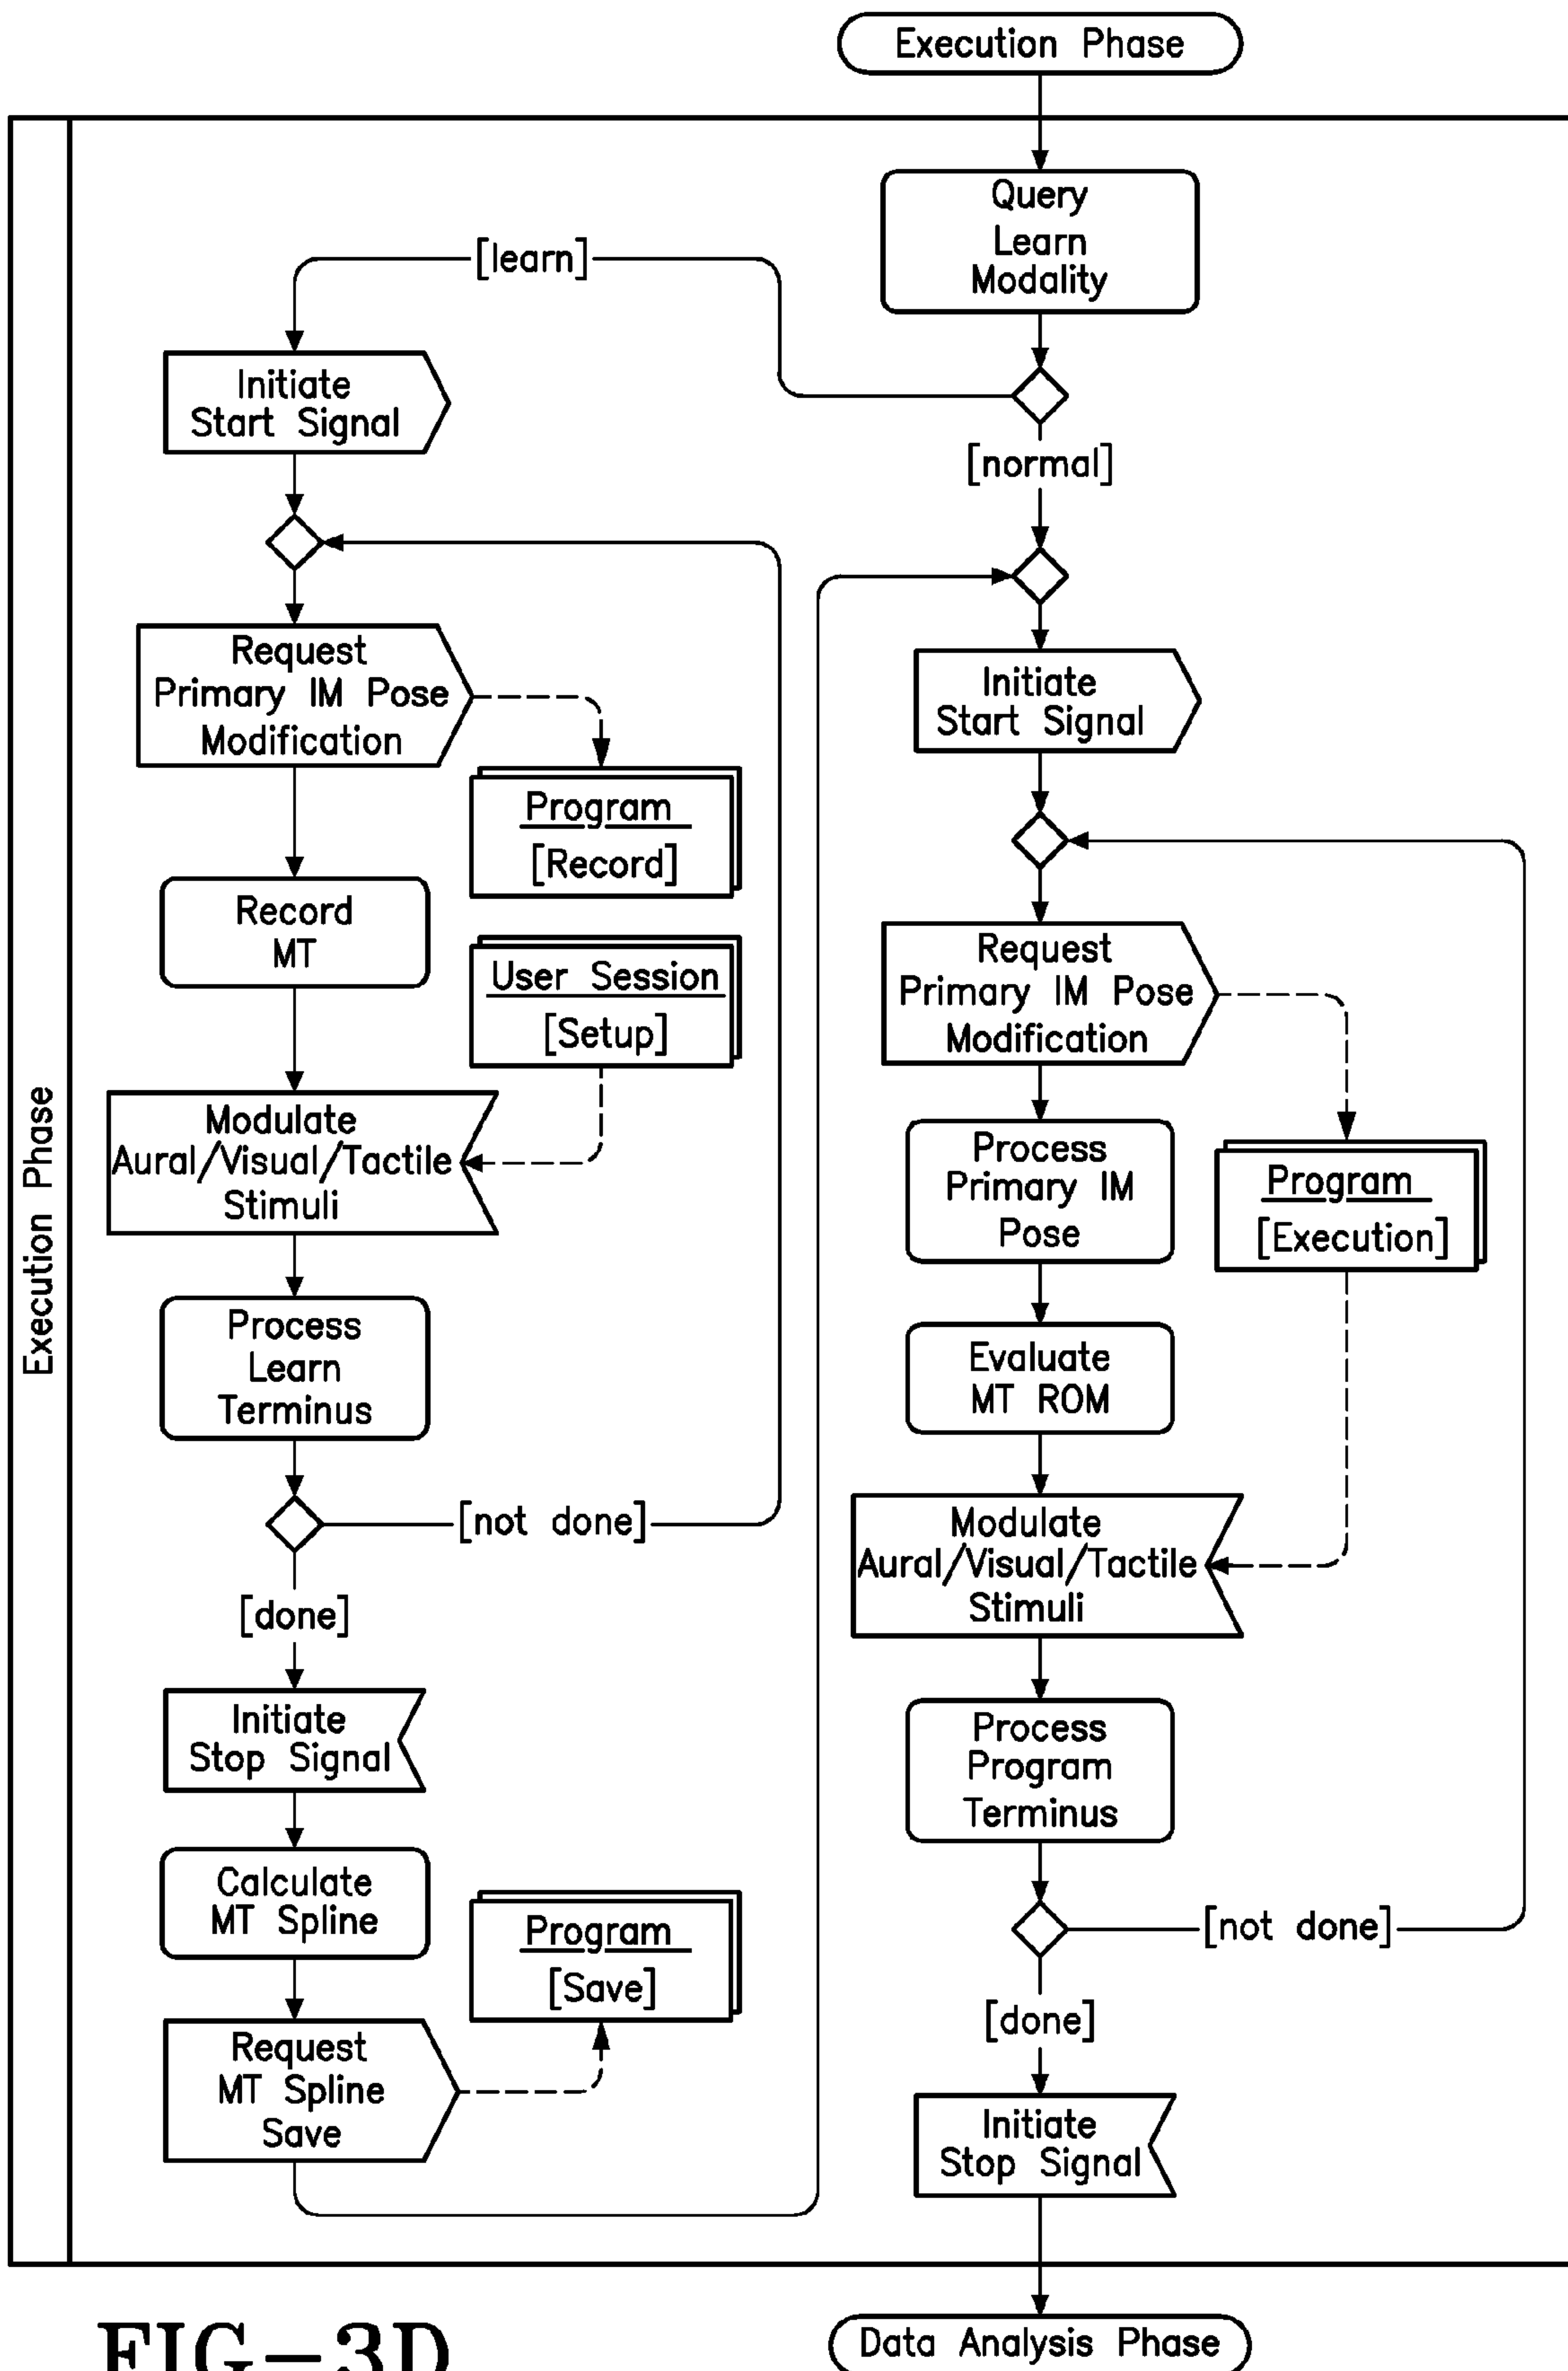 Execution Phase
Execution Phase
Query
Learn
Modality
[learn]
[normal]
Initiate
Start Signal
Request
Primary IM Pose
Modification
Program
[Record]
Record
MT
User Session
[Setup]
Modulate
Aural/Visual/Tactile
Stimuli
Process
Learn
Terminus
[not done]
[done]
Initiate
Stop Signal
Calculate
MT Spline
Program
[Save]
Request
MT Spline
Save
Initiate
Start Signal
Request
Primary IM Pose
Modification
Process
Primary IM
Pose
Program
[Execution]
Evaluate
MT ROM
Modulate
Aural/Visual/Tactile
Stimuli
Process
Program
Terminus
[not done]
[done]
Initiate
Stop Signal
Data Analysis Phase
FIG-3D